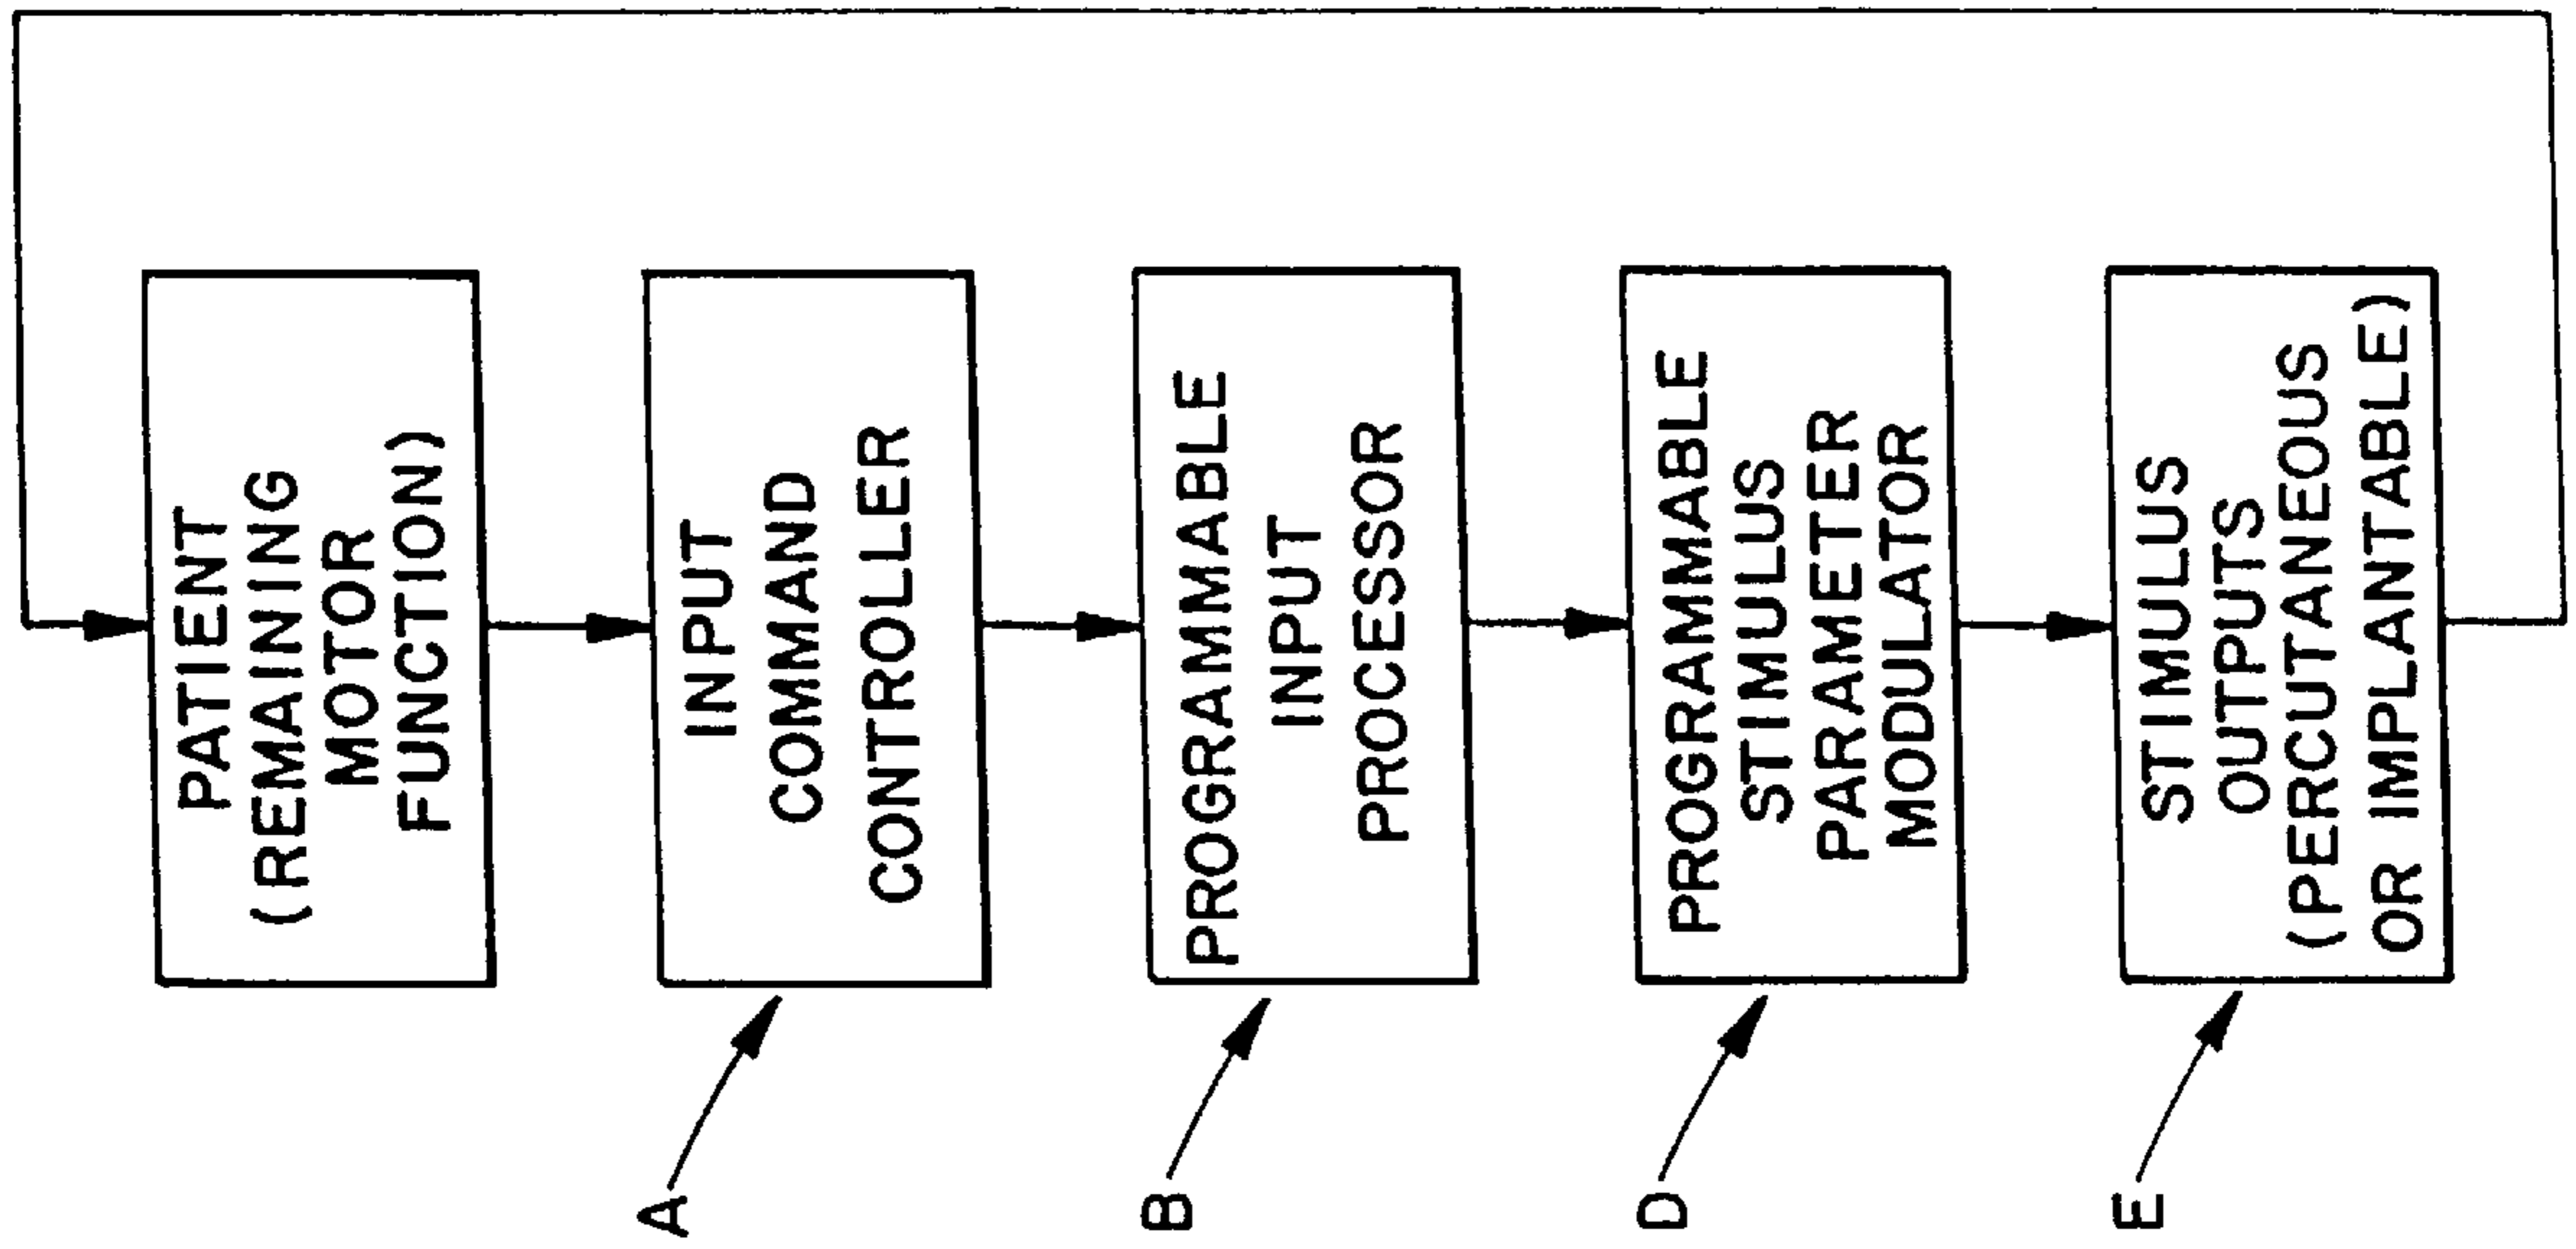 PATIENT
(REMAINING
MOTOR
FUNCTION)
A
INPUT
COMMAND
CONTROLLER
B
PROGRAMMABLE
INPUT
PROCESSOR
D
PROGRAMMABLE
STIMULUS
PARAMETER
MODULATOR
E
STIMULUS
OUTPUTS
(PERCUTANEOUS
OR IMPLANTABLE)